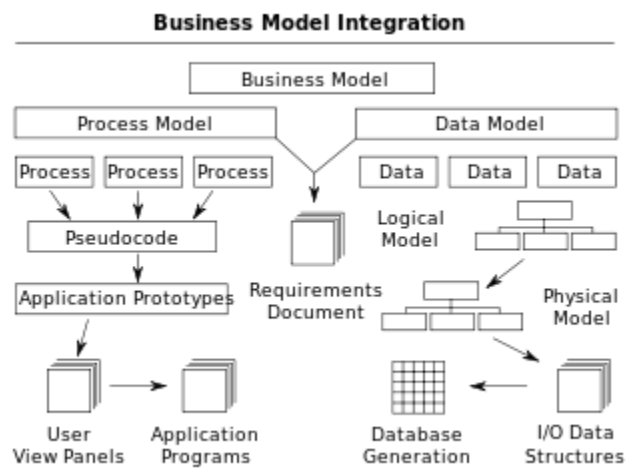 Business Model Integration
Business Model
Process Model
Data Model
Process
Process
Process
Data
Data
Data
Pseudocode
Logical
Model
Application Prototypes
Requirements
Document
Physical
Model
User
View Panels
Application
Programs
Database
Generation
I/O Data
Structures